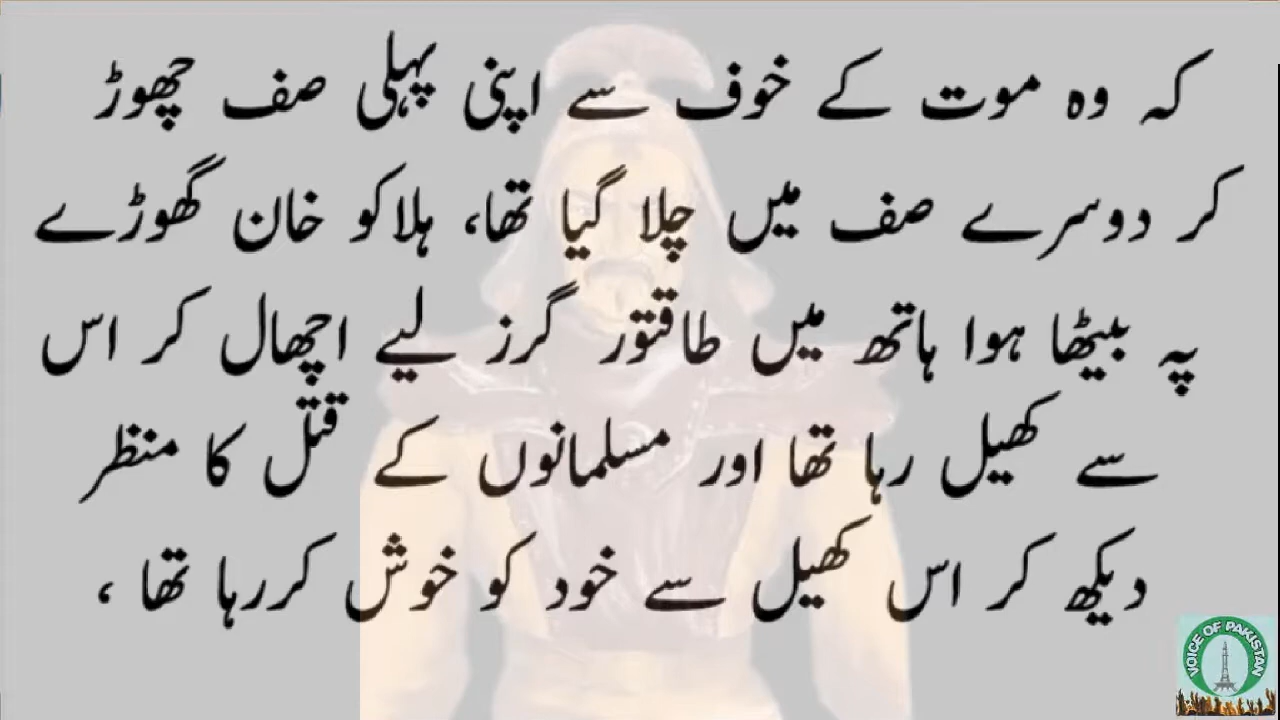 کہ وہ موت کے خوف سے اپنی پہلی صف چھوڑ
کر دوسرے صف میں چلا گیا تھا، ہلاکو خان گھوڑے
پہ بیٹھا ہوا ہاتھ میں طاقتور گرز لیے اچھال کر اس
سے کھیل رہا تھا اور مسلمانوں کے قتل کا منظر
دیکھ کر اس کھیل سے خود کو خوش کررہا تھا ،
VOICE OF PAKISTAN